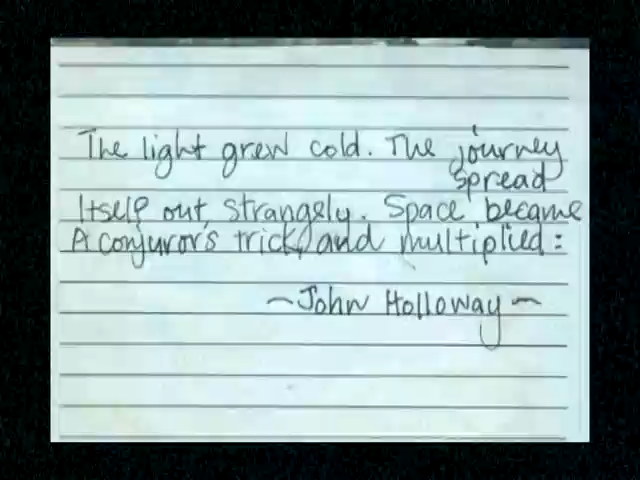 The light grew cold. The journey
spread
Itself out, strangely. Space became
A conjuror's trick, and multiplied:
~John Holloway~